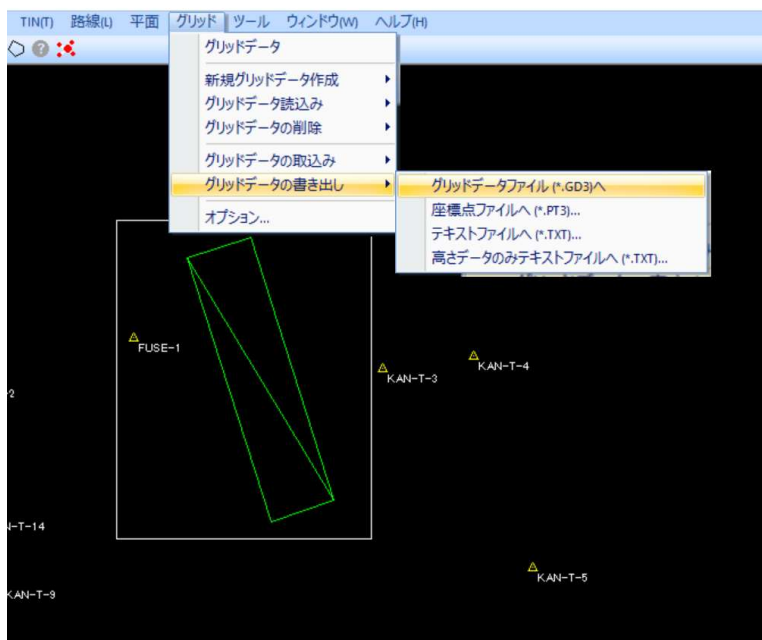 TIN(T) 路線(L) 平面 グリッド ツール ウィンドウ(W) ヘルプ(H)
グリッドデータ
新規グリッドデータ作成
グリッドデータ読込み
グリッドデータの削除
グリッドデータの取込み
グリッドデータの書き出し
オプション...
グリッドデータファイル (*.GD3)へ
座標点ファイルへ (*.PT3)...
テキストファイルへ (*.TXT)...
高さデータのみテキストファイルへ (*.TXT)...
FUSE-1
KAN-T-4
KAN-T-3
-2
N-T-14
KAN-T-5
KAN-T-9